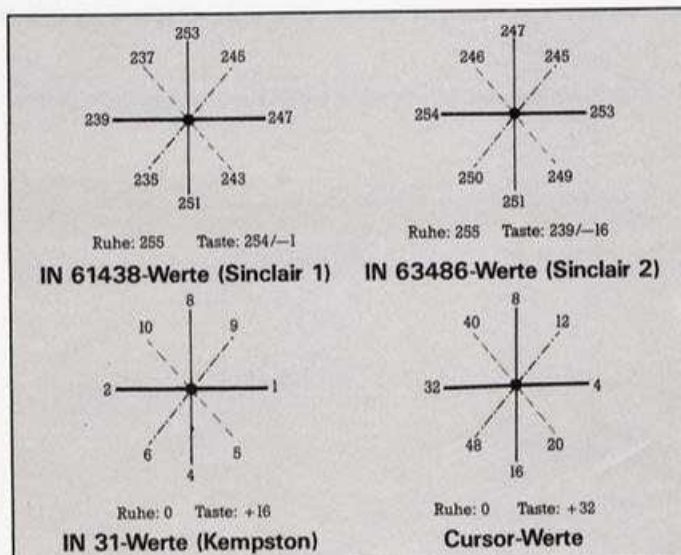 253
237 245
239 247
235 243
251
Ruhe: 255 Taste: 254/—1
IN 61438-Werte (Sinclair 1)
247
246 245
254 253
250 249
251
Ruhe: 255 Taste: 239/—16
IN 63486-Werte (Sinclair 2)
8
10 9
2 1
6 5
4
Ruhe: 0 Taste: +16
IN 31-Werte (Kempston)
8
40 12
32 4
48 20
16
Ruhe: 0 Taste: +32
Cursor-Werte